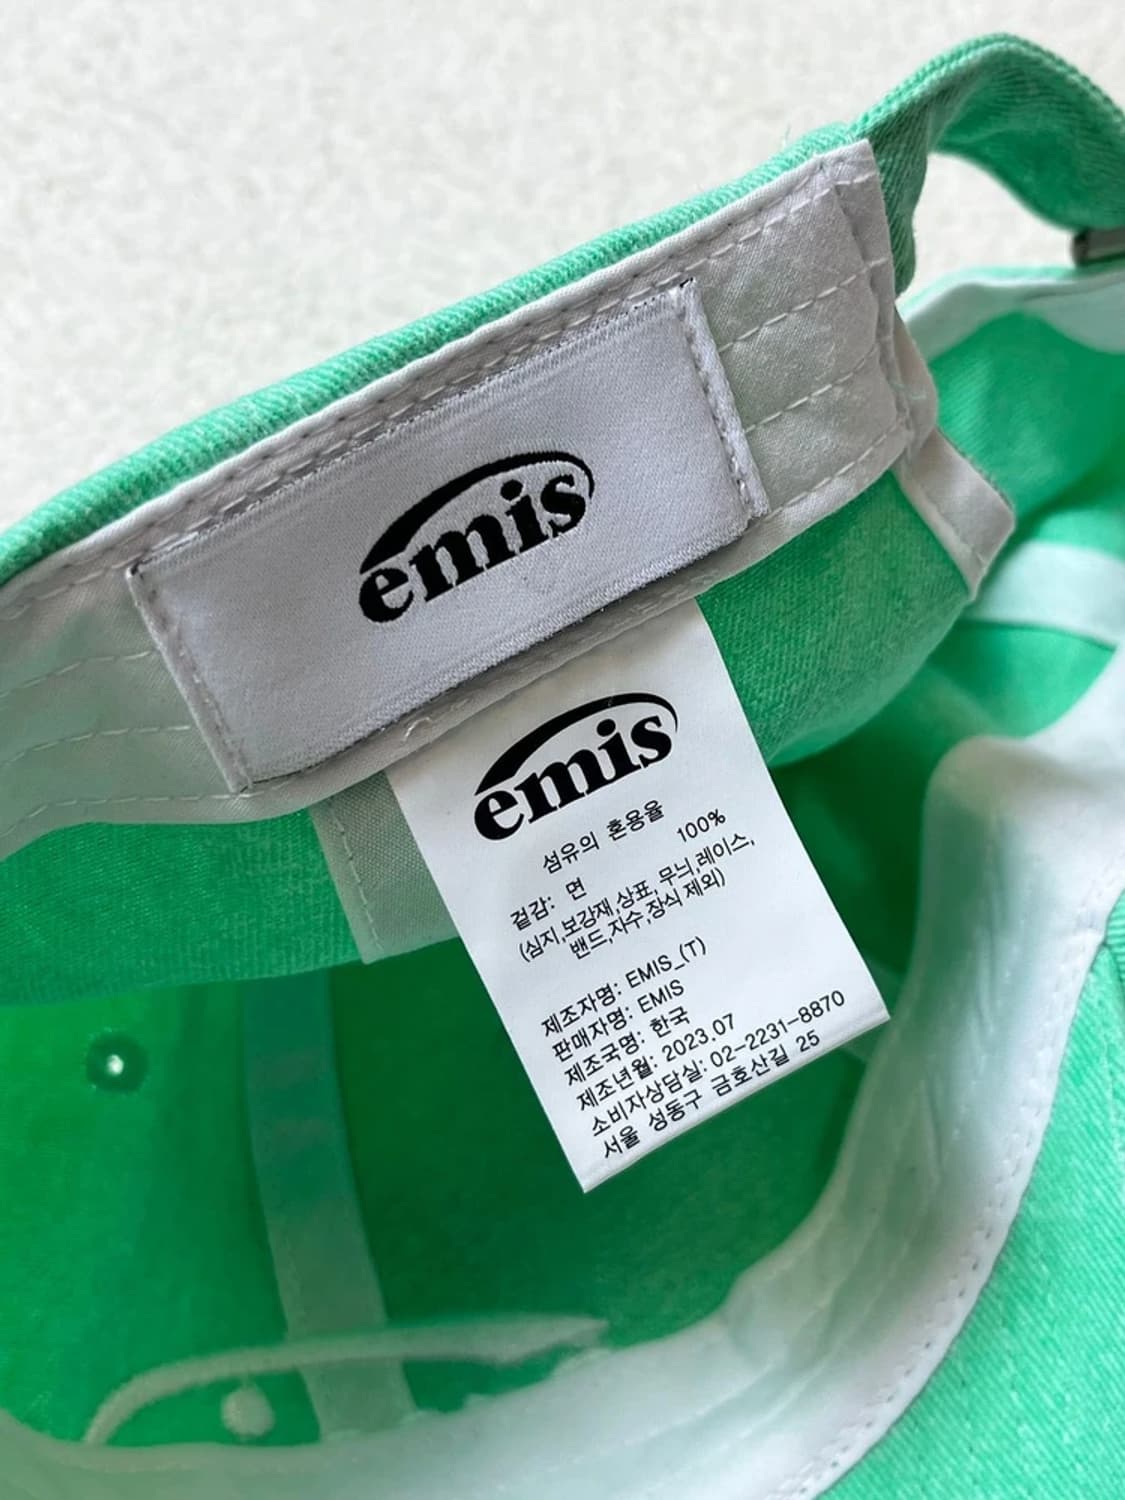 emis
emis
섬유의 혼용율
겉감: 면 100%
(심지,보강재,상표, 무늬,레이스,
밴드,자수,장식 제외)
제조자명: EMIS_(T)
판매자명: EMIS
제조국명: 한국
제조년월: 2023.07
소비자상담실: 02-2231-8870
서울 성동구 금호산길 25